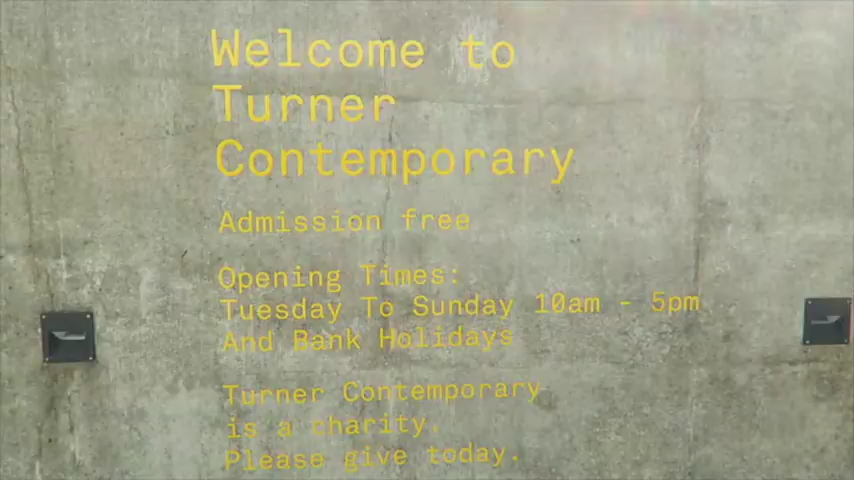 Welcome to
Turner
Contemporary
Admission free
Opening Times:
Tuesday To Sunday 10am - 5pm
And Bank Holidays
Turner Contemporary
is a charity.
Please give today.